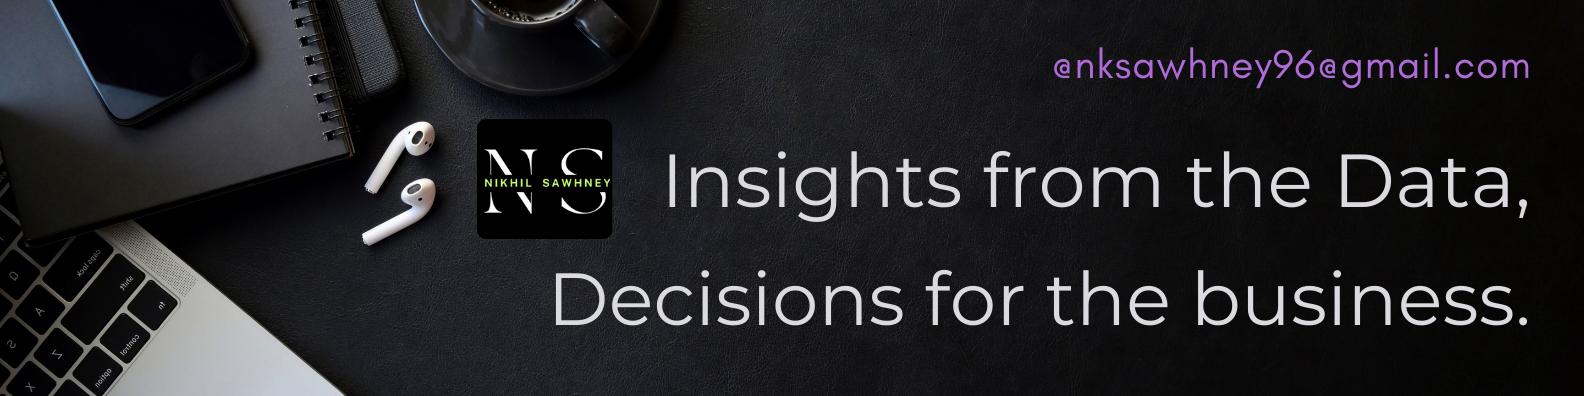 @nksawhney96@gmail.com
NS
NIKHIL SAWHNEY
Insights from the Data,
Decisions for the business.
caps lock
shift
fn
control
option
Q
A
S
Z
X